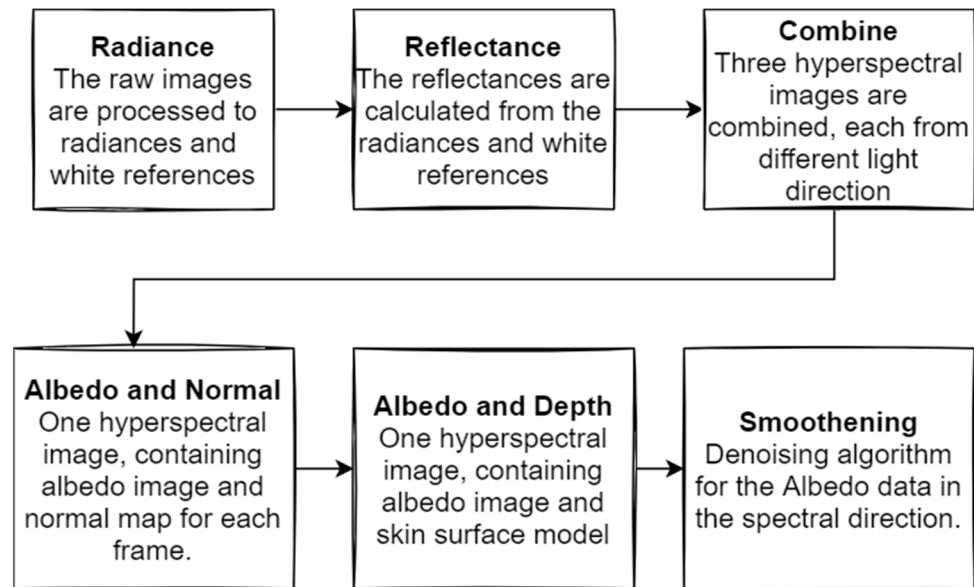 Radiance
The raw images
are processed to
radiances and
white references
Reflectance
The reflectances are
calculated from the
radiances and white
references
Combine
Three hyperspectral
images are
combined, each from
different light
direction
Albedo and Normal
One hyperspectral
image, containing
albedo image and
normal map for each
frame.
Albedo and Depth
One hyperspectral
image, containing
albedo image and
skin surface model
Smoothening
Denoising algorithm
for the Albedo data in
the spectral direction.